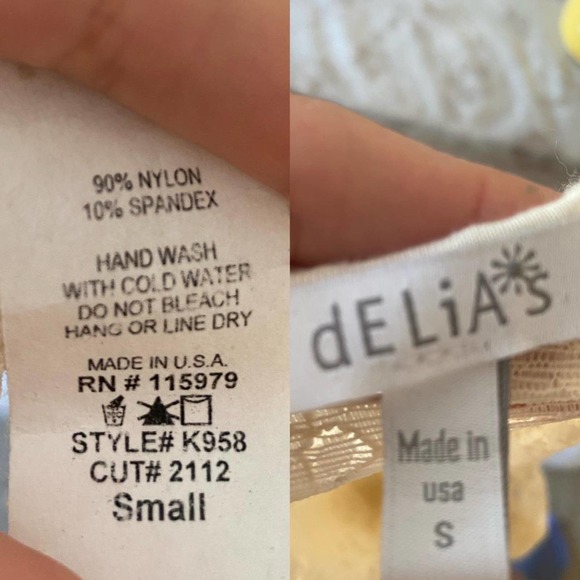 90% NYLON
10% SPANDEX
HAND WASH
WITH COLD WATER
DO NOT BLEACH
HANG OR LINE DRY
MADE IN U.S.A.
RN # 115979
STYLE# K958
CUT# 2112
Small
dELiA*s
Made in
usa
S